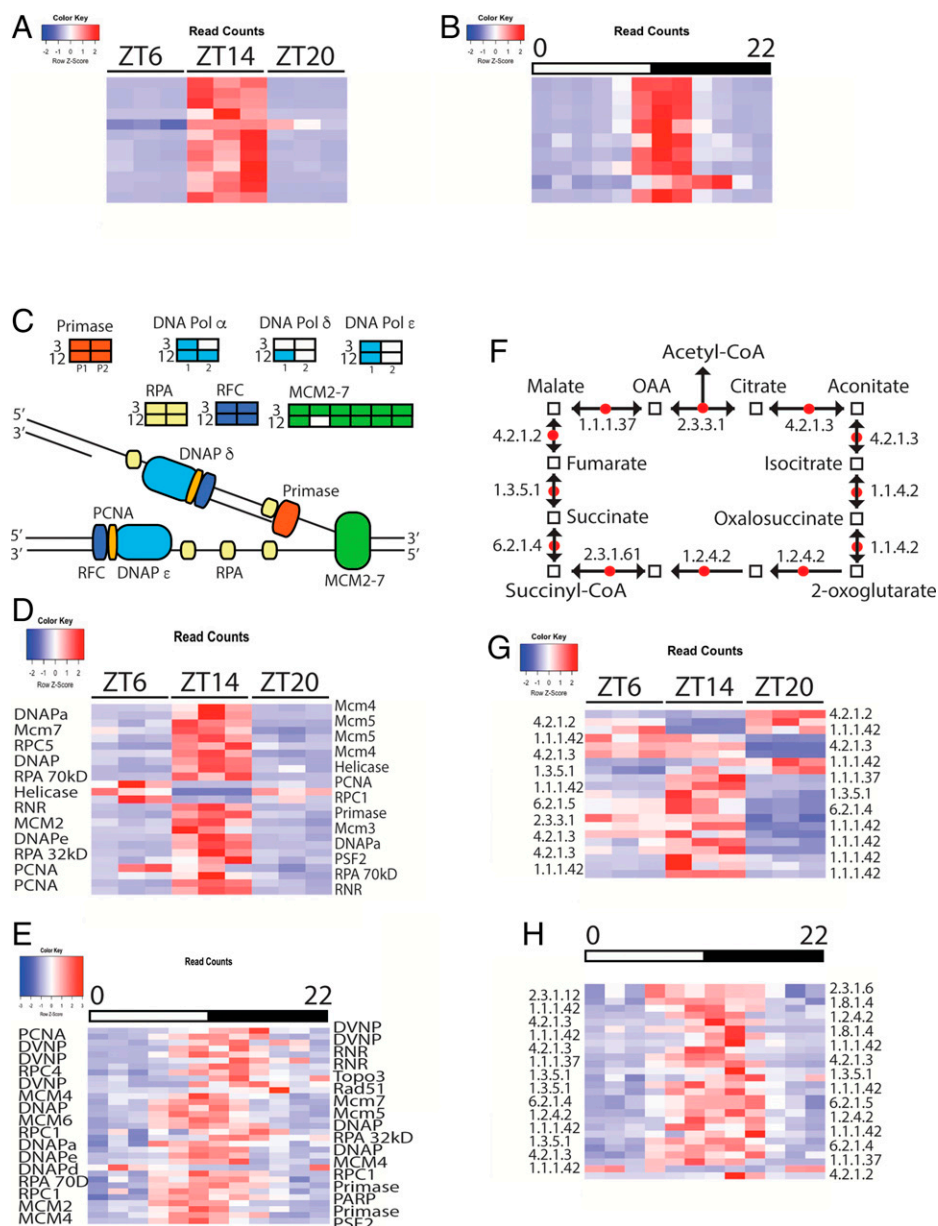 A
Color Key
-2 -1 0 1 2
Row Z-Score
Read Counts
ZT6 ZT14 ZT20
B
Color Key
-2 -1 0 1 2
Row Z-Score
Read Counts
0 22
C
Primase
3
12
P1 P2
DNA Pol α
3
12
1 2
DNA Pol δ
3
12
1 2
DNA Pol ε
3
12
1 2
RPA
3
12
RFC
3
12
MCM2-7
3
12
5'
3'
DNAP δ
Primase
PCNA
5'
3'
3'
5'
RFC
DNAP ε
RPA
MCM2-7
F
Acetyl-CoA
Malate OAA Citrate Aconitate
1.1.1.37 2.3.3.1 4.2.1.3
4.2.1.2 4.2.1.3
Fumarate Isocitrate
1.3.5.1 1.1.4.2
Succinate Oxalosuccinate
6.2.1.4 2.3.1.61 1.2.4.2 1.2.4.2 1.1.4.2
Succinyl-CoA 2-oxoglutarate
D
Color Key
-2 -1 0 1 2
Row Z-Score
Read Counts
ZT6 ZT14 ZT20
DNAPa
Mcm7
RPC5
DNAP
RPA 70kD
Helicase
RNR
MCM2
DNAPe
RPA 32kD
PCNA
PCNA
Mcm4
Mcm5
Mcm5
Mcm4
Helicase
PCNA
RPC1
Primase
Mcm3
DNAPa
PSF2
RPA 70kD
RNR
G
Color Key
-2 -1 0 1 2
Row Z-Score
Read Counts
ZT6 ZT14 ZT20
4.2.1.2
1.1.1.42
4.2.1.3
1.3.5.1
1.1.1.42
6.2.1.5
2.3.3.1
4.2.1.3
4.2.1.3
1.1.1.42
4.2.1.2
1.1.1.42
4.2.1.3
1.1.1.42
1.1.1.37
1.3.5.1
6.2.1.4
1.1.1.42
1.1.1.42
1.1.1.42
1.1.1.42
E
Color Key
-3 -2 -1 0 1 2 3
Row Z-Score
Read Counts
0 22
PCNA
DVNP
DVNP
RPC4
DVNP
MCM4
DNAP
MCM6
RPC1
DNAPa
DNAPe
DNAPd
RPA 70D
RPC1
MCM2
MCM4
DVNP
DVNP
RNR
RNR
Topo3
Rad51
Mcm7
Mcm5
DNAP
RPA 32kD
DNAP
MCM4
RPC1
Primase
PARP
Primase
PSF2
H
0 22
2.3.1.12
1.1.1.42
4.2.1.3
1.1.1.42
4.2.1.3
1.1.1.37
1.3.5.1
1.3.5.1
6.2.1.4
1.2.4.2
1.1.1.42
1.3.5.1
4.2.1.3
1.1.1.42
2.3.1.6
1.8.1.4
1.2.4.2
1.8.1.4
1.1.1.42
4.2.1.3
1.3.5.1
1.1.1.42
6.2.1.5
1.2.4.2
1.1.1.42
6.2.1.4
1.1.1.37
4.2.1.2